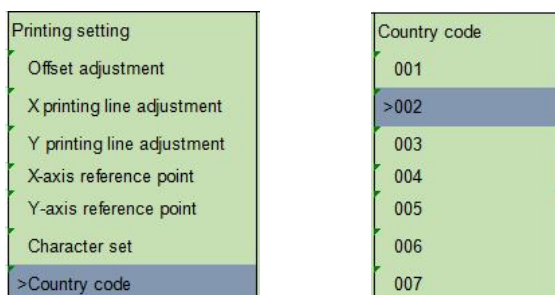 Printing setting
Offset adjustment
X printing line adjustment
Y printing line adjustment
X-axis reference point
Y-axis reference point
Character set
>Country code
Country code
001
>002
003
004
005
006
007